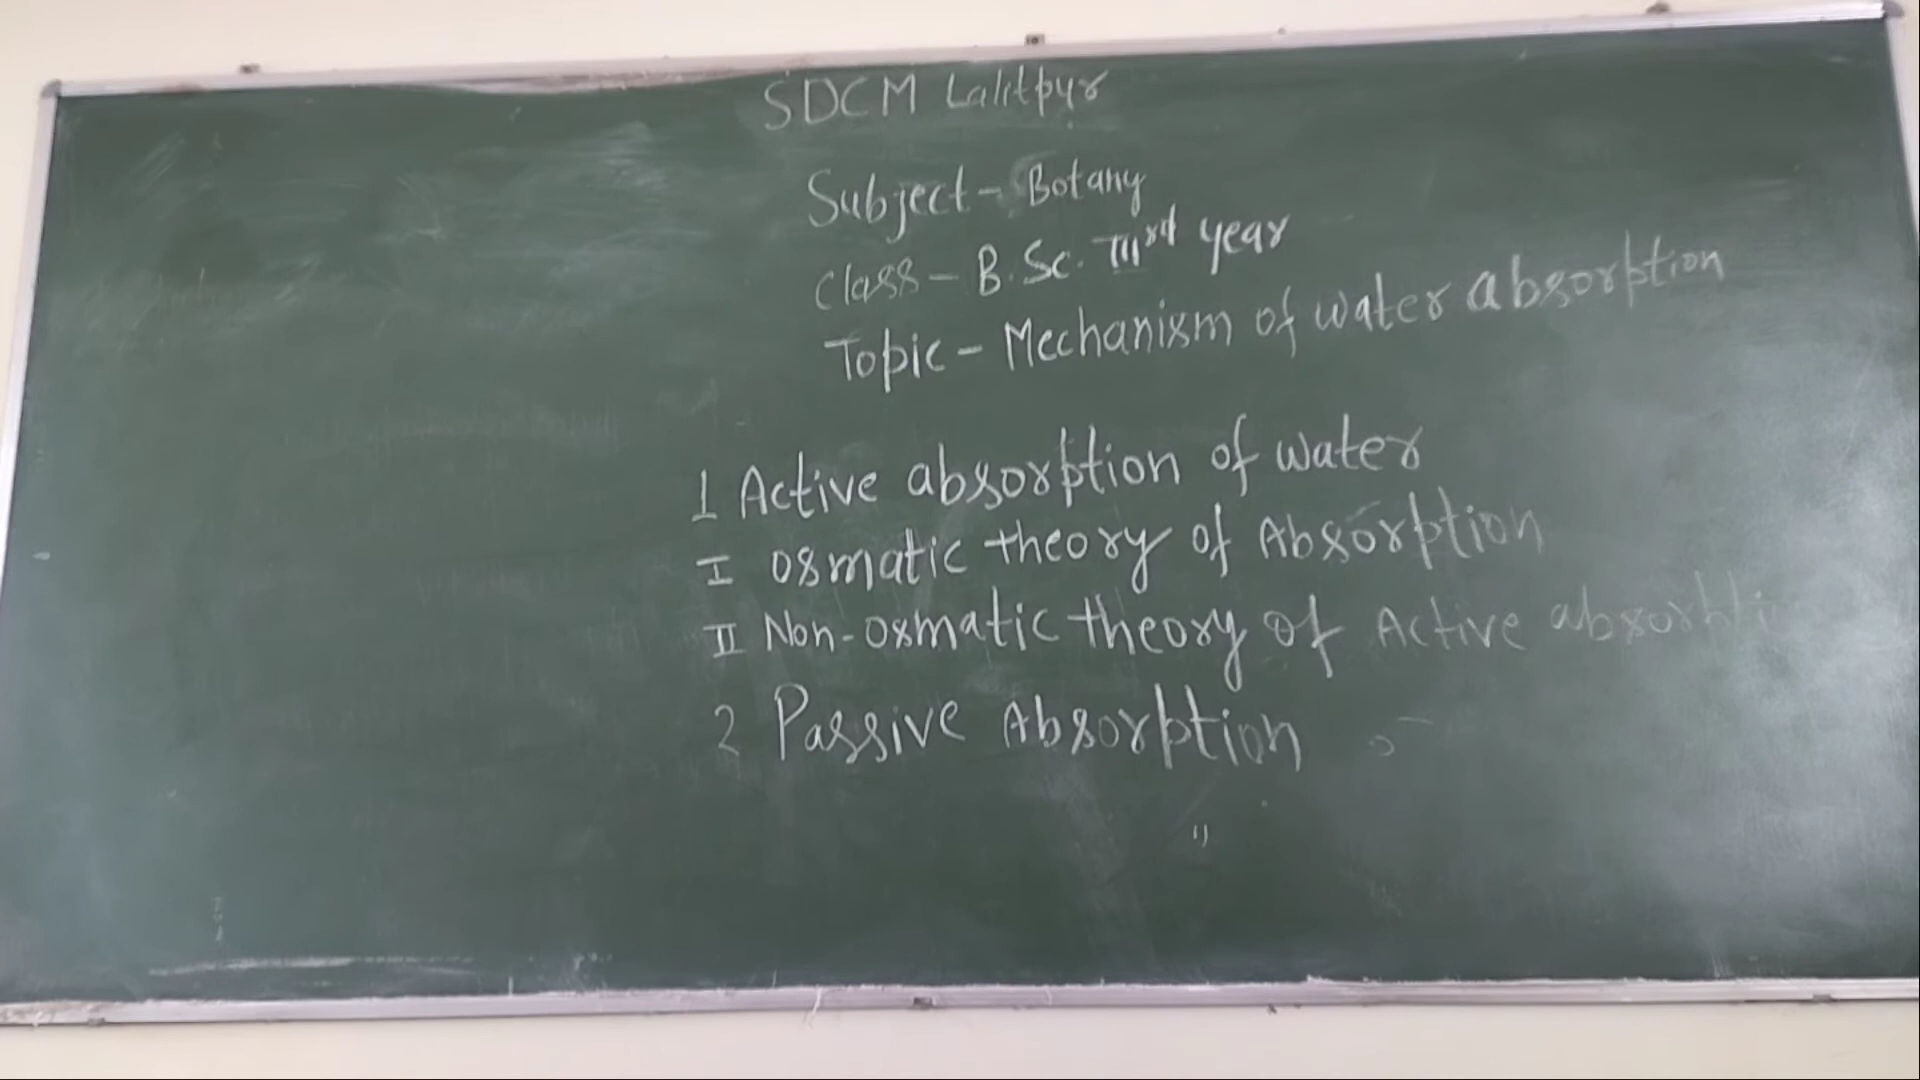 SDCM Lalitpur
Subject - Botany
Class - B.Sc. IIIrd year
Topic - Mechanism of water absorption
1 Active absorption of water
I Osmatic theory of Absorption
II Non-osmatic theory of Active absorbti
2 Passive Absorption